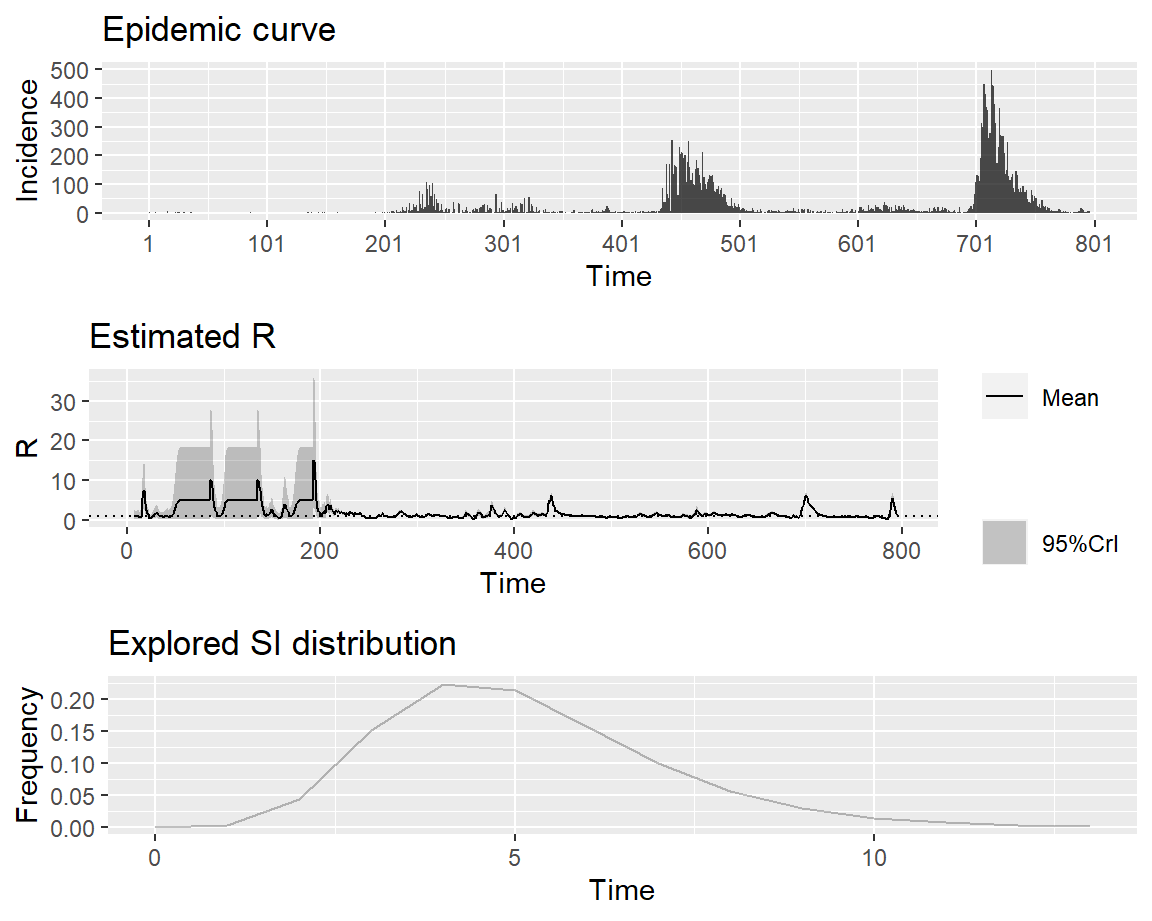 Epidemic curve
Incidence
500
400
300
200
100
0
1 101 201 301 401 501 601 701 801
Time
Estimated R
R
30
20
10
0
0 200 400 600 800
Time
Mean
95%CrI
Explored SI distribution
Frequency
0.20
0.15
0.10
0.05
0.00
0 5 10
Time